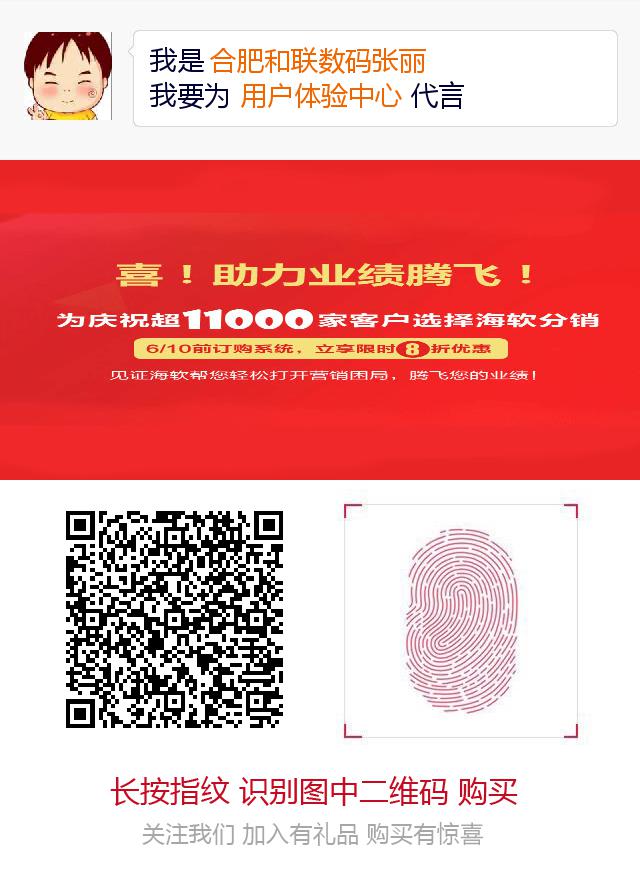 我是 合肥和联数码张丽
我要为 用户体验中心 代言
喜！助力业绩腾飞！
为庆祝超11000家客户选择海软分销
6/10前订购系统，立享限时8折优惠
见证海软帮您轻松打开营销困局，腾飞您的业绩！
长按指纹 识别图中二维码 购买
关注我们 加入有礼品 购买有惊喜